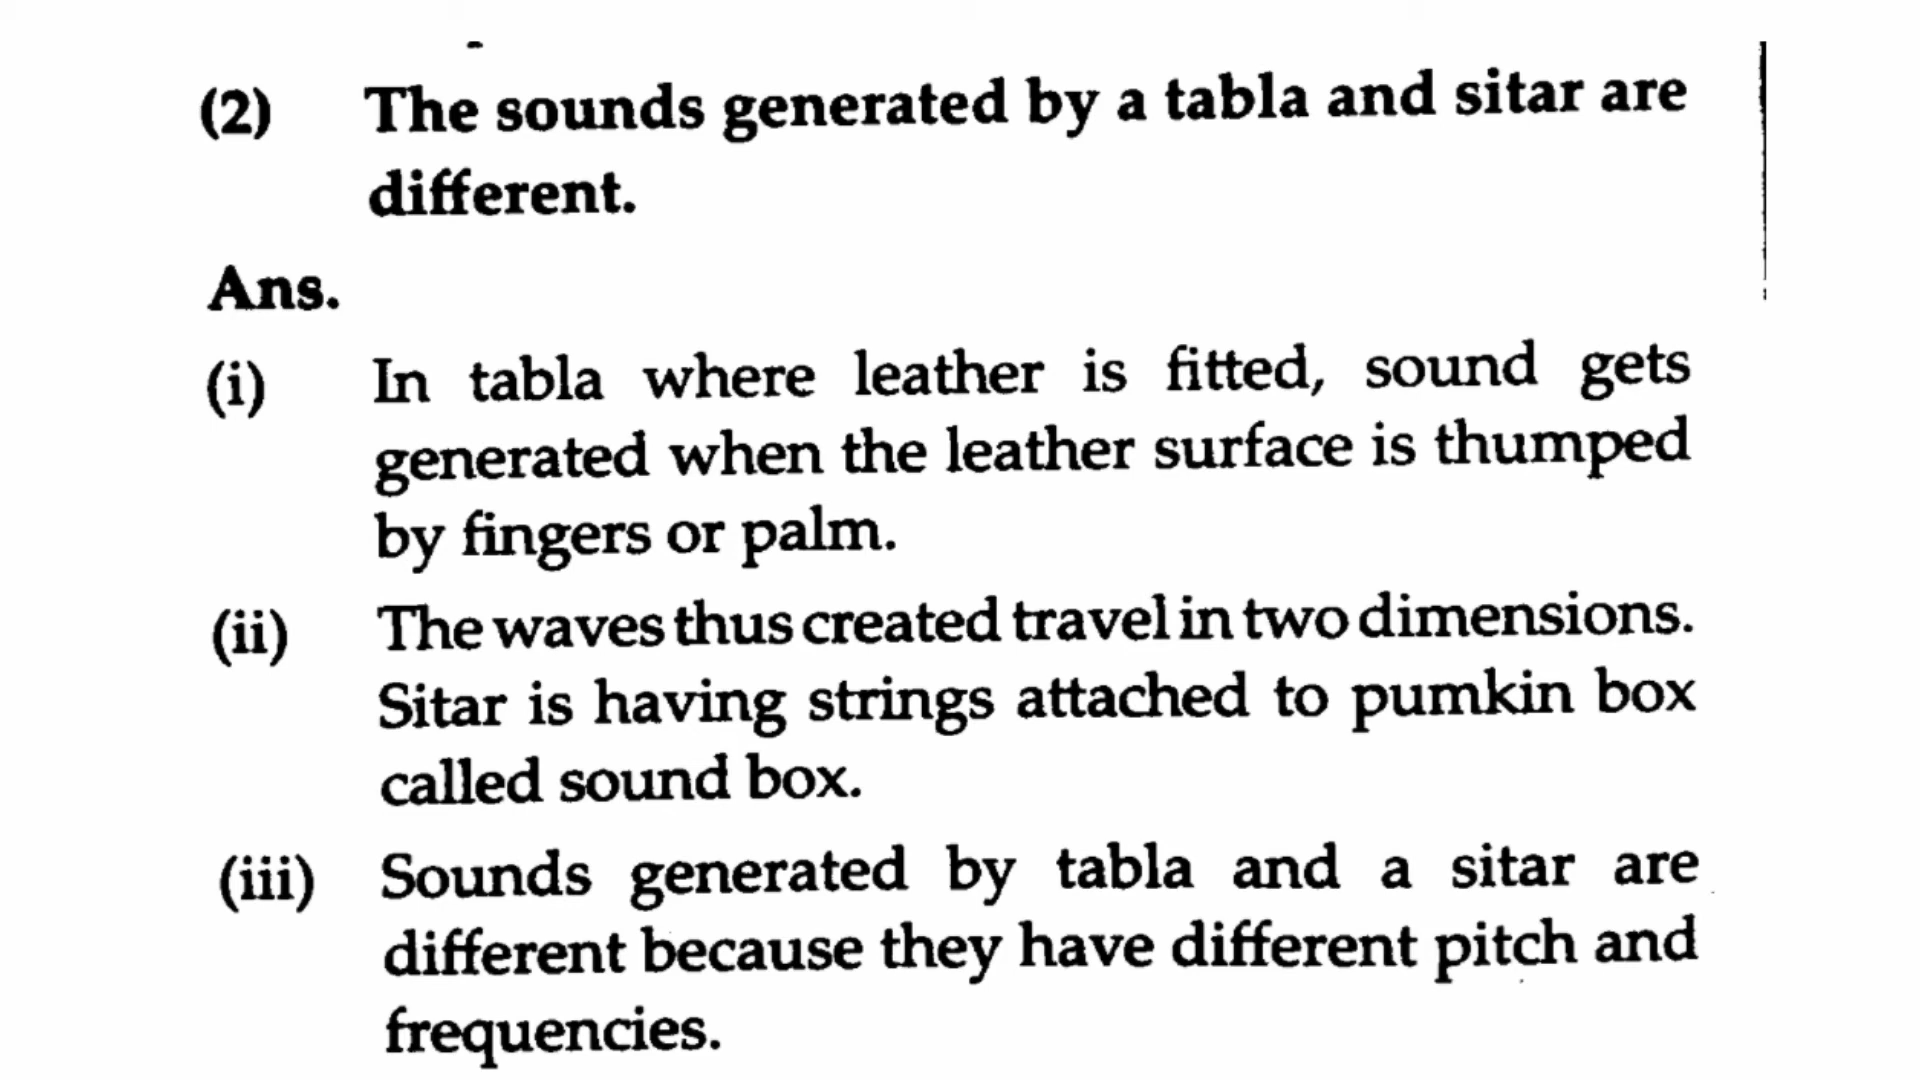 (2) The sounds generated by a tabla and sitar are
different.
Ans.
(i) In tabla where leather is fitted, sound gets
generated when the leather surface is thumped
by fingers or palm.
(ii) The waves thus created travel in two dimensions.
Sitar is having strings attached to pumkin box
called sound box.
(iii) Sounds generated by tabla and a sitar are
different because they have different pitch and
frequencies.